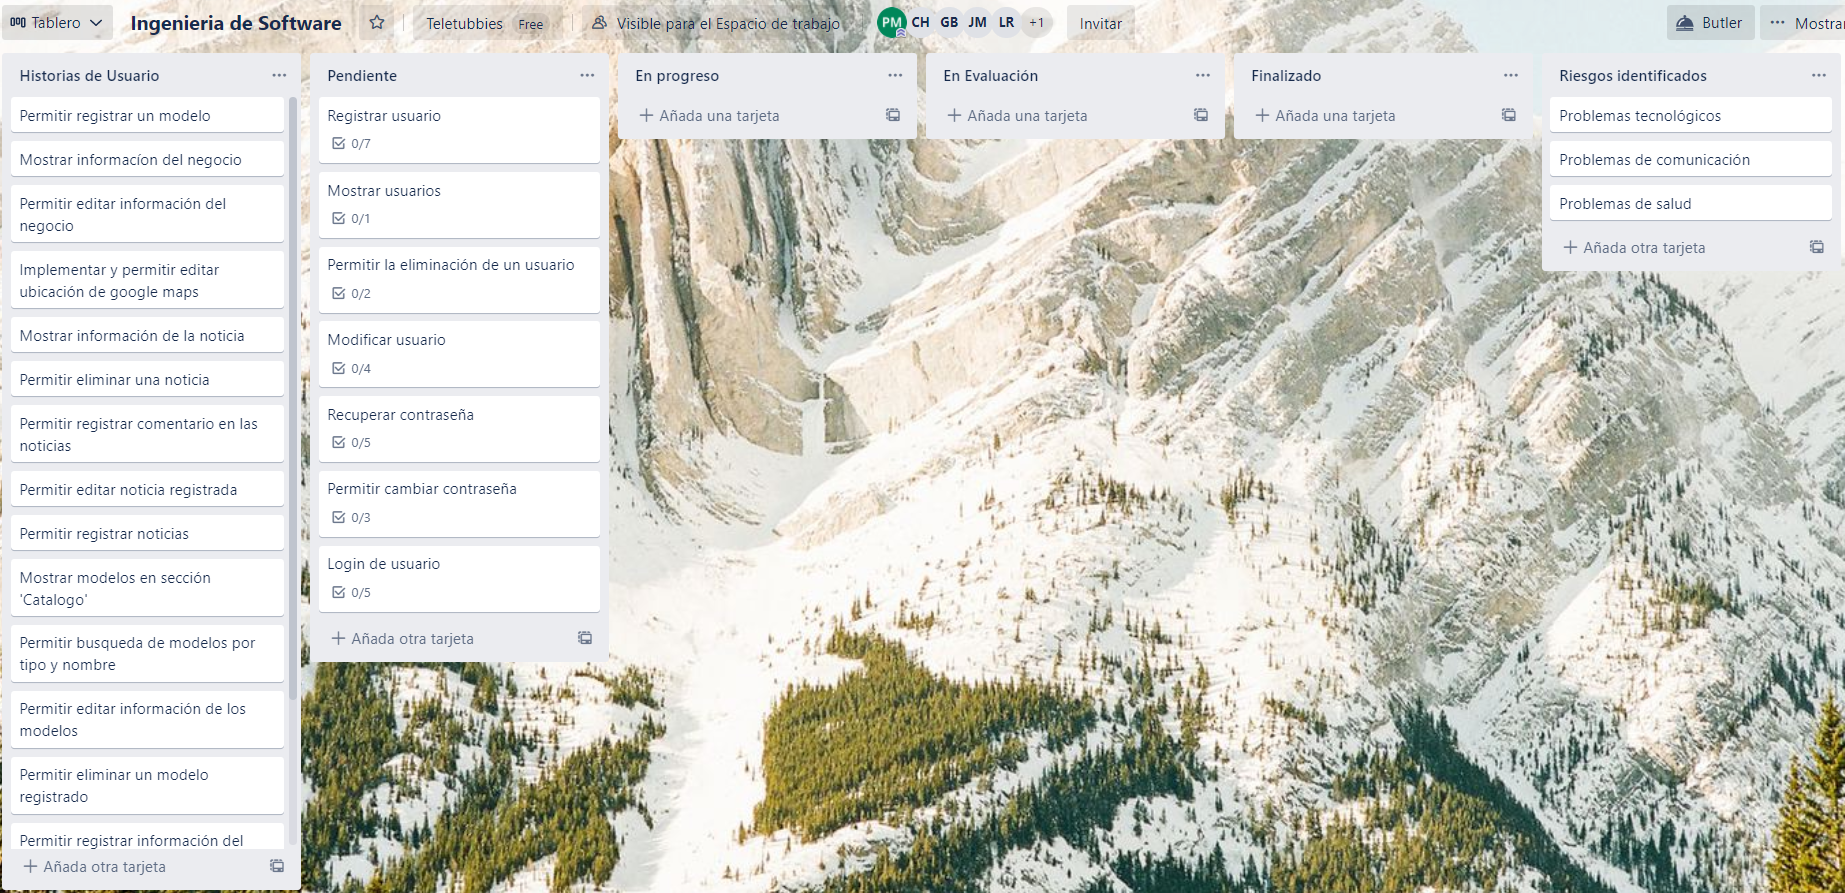 Tablero
Ingenieria de Software
Teletubbies Free
Visible para el Espacio de trabajo
PM CH GB JM LR +1
Invitar
Butler
Historias de Usuario
Permitir registrar un modelo
Mostrar informacíon del negocio
Permitir editar información del
negocio
Implementar y permitir editar
ubicación de google maps
Mostrar información de la noticia
Permitir eliminar una noticia
Permitir registrar comentario en las
noticias
Permitir editar noticia registrada
Permitir registrar noticias
Mostrar modelos en sección
'Catalogo'
Permitir busqueda de modelos por
tipo y nombre
Permitir editar información de los
modelos
Permitir eliminar un modelo
registrado
Permitir registrar información del
Añada otra tarjeta
Pendiente
Registrar usuario
0/7
Mostrar usuarios
0/1
Permitir la eliminación de un usuario
0/2
Modificar usuario
0/4
Recuperar contraseña
0/5
Permitir cambiar contraseña
0/3
Login de usuario
0/5
Añada otra tarjeta
En progreso
Añada una tarjeta
En Evaluación
Añada una tarjeta
Finalizado
Añada una tarjeta
Riesgos identificados
Problemas tecnológicos
Problemas de comunicación
Problemas de salud
Añada otra tarjeta